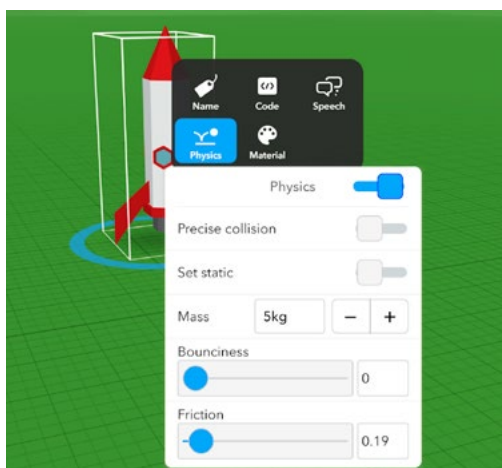 Name Code Speech
Physics Material
Physics
Precise collision
Set static
Mass 5kg − +
Bounciness
0
Friction
0.19